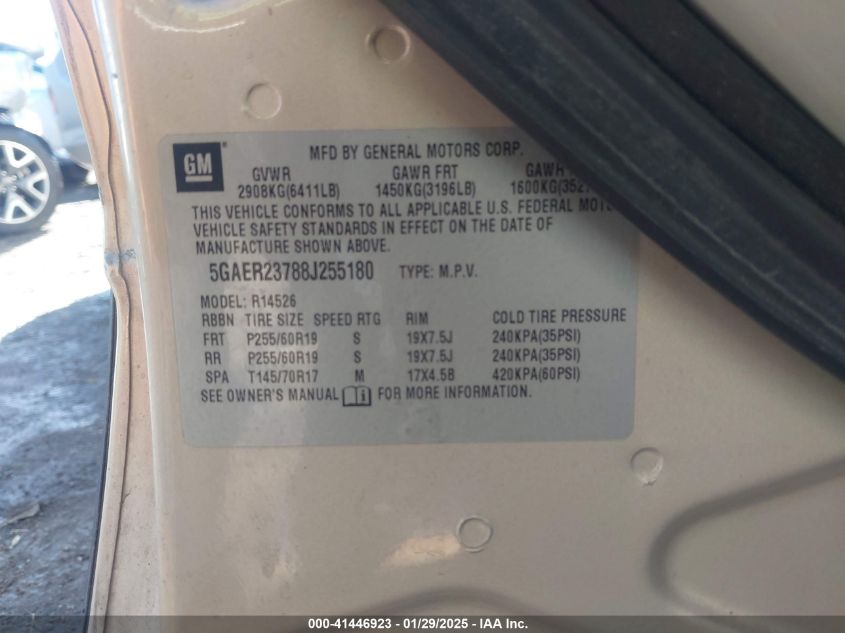 GM
MFD BY GENERAL MOTORS CORP.
GVWR GAWR FRT GAWR
2908KG(6411LB) 1450KG(3196LB) 1600KG(352
THIS VEHICLE CONFORMS TO ALL APPLICABLE U.S. FEDERAL MOT
VEHICLE SAFETY STANDARDS IN EFFECT ON THE DATE OF
MANUFACTURE SHOWN ABOVE.
5GAER23788J255180 TYPE: M.P.V.
MODEL: R14526
RBBN TIRE SIZE SPEED RTG RIM COLD TIRE PRESSURE
FRT P255/60R19 S 19X7.5J 240KPA(35PSI)
RR P255/60R19 S 19X7.5J 240KPA(35PSI)
SPA T145/70R17 M 17X4.5B 420KPA(60PSI)
SEE OWNER'S MANUAL i FOR MORE INFORMATION.
000-41446923 / 01/29/2025 - IAA Inc.